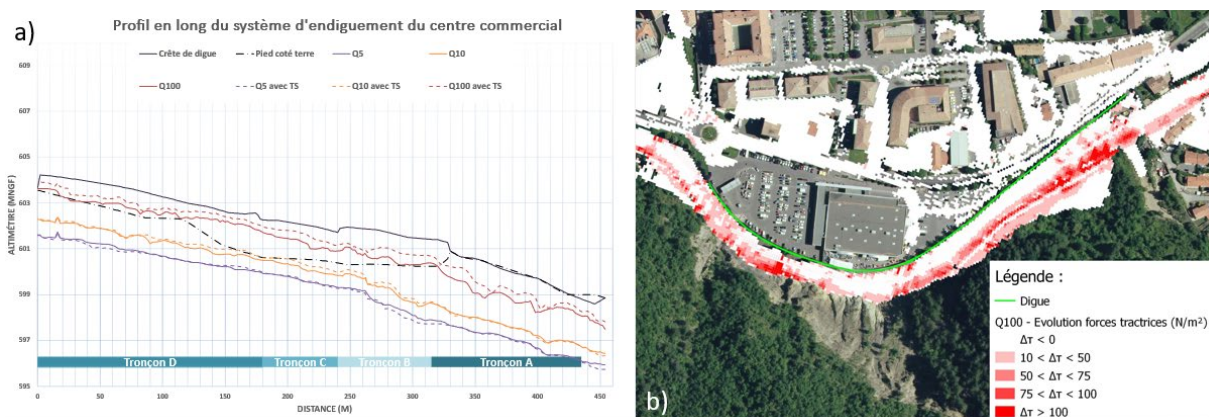 a)
Profil en long du système d'endiguement du centre commercial
Crête de digue
Pied coté terre
Q5
Q10
Q100
Q5 avec TS
Q10 avec TS
Q100 avec TS
ALTIMÉTIRE (MNGF)
609
607
605
603
601
599
597
595
Tronçon D
Tronçon C
Tronçon B
Tronçon A
0
50
100
150
200
250
300
350
400
450
DISTANCE (M)
b)
Légende :
Digue
Q100 - Evolution forces tractrices (N/m²)
Δτ < 0
10 < Δτ < 50
50 < Δτ < 75
75 < Δτ < 100
Δτ > 100